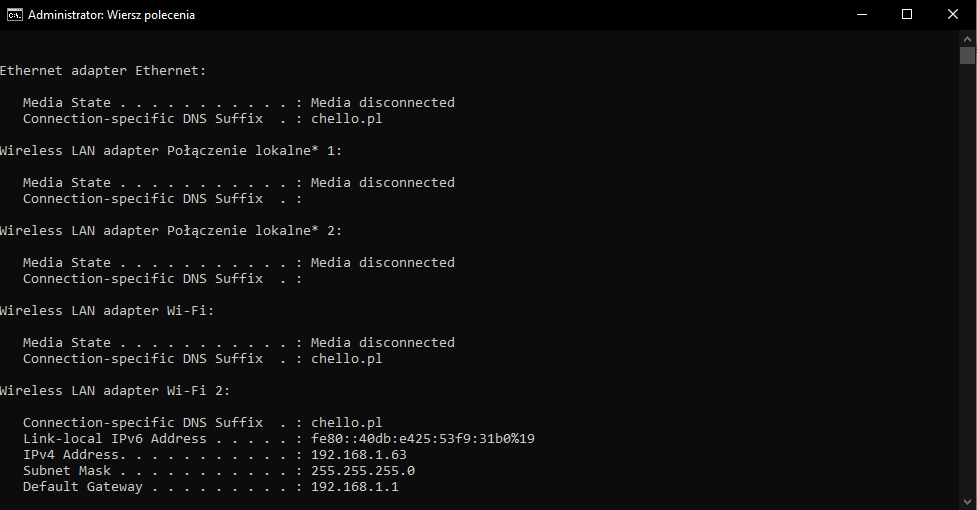 Administrator: Wiersz polecenia
Ethernet adapter Ethernet:
   Media State . . . . . . . . . . . : Media disconnected
   Connection-specific DNS Suffix  . : chello.pl
Wireless LAN adapter Połączenie lokalne* 1:
   Media State . . . . . . . . . . . : Media disconnected
   Connection-specific DNS Suffix  . :
Wireless LAN adapter Połączenie lokalne* 2:
   Media State . . . . . . . . . . . : Media disconnected
   Connection-specific DNS Suffix  . :
Wireless LAN adapter Wi-Fi:
   Media State . . . . . . . . . . . : Media disconnected
   Connection-specific DNS Suffix  . : chello.pl
Wireless LAN adapter Wi-Fi 2:
   Connection-specific DNS Suffix  . : chello.pl
   Link-local IPv6 Address . . . . . : fe80::40db:e425:53f9:31b0%19
   IPv4 Address. . . . . . . . . . . : 192.168.1.63
   Subnet Mask . . . . . . . . . . . : 255.255.255.0
   Default Gateway . . . . . . . . . : 192.168.1.1